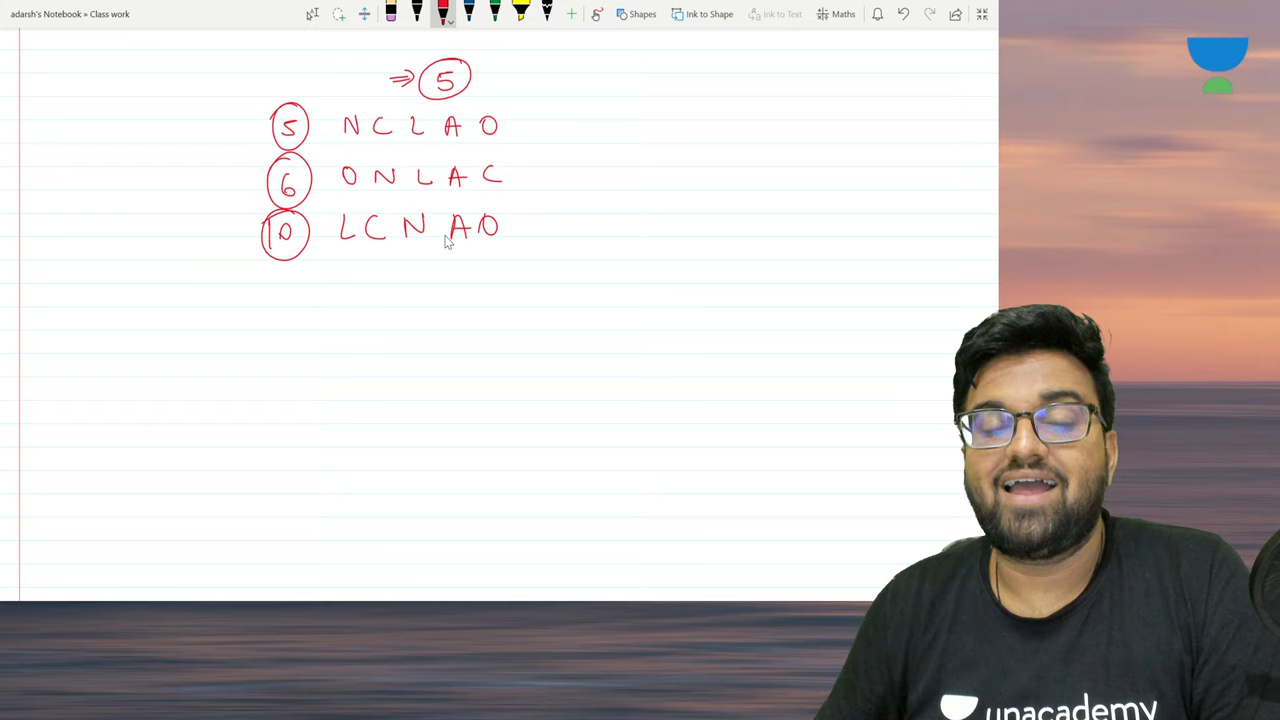 adarsh's Notebook » Class work
Shapes
Ink to Shape
Ink to Text
Maths
⇒ 5
5 N C L A O
6 O N L A C
10 L C N A O
unacademy